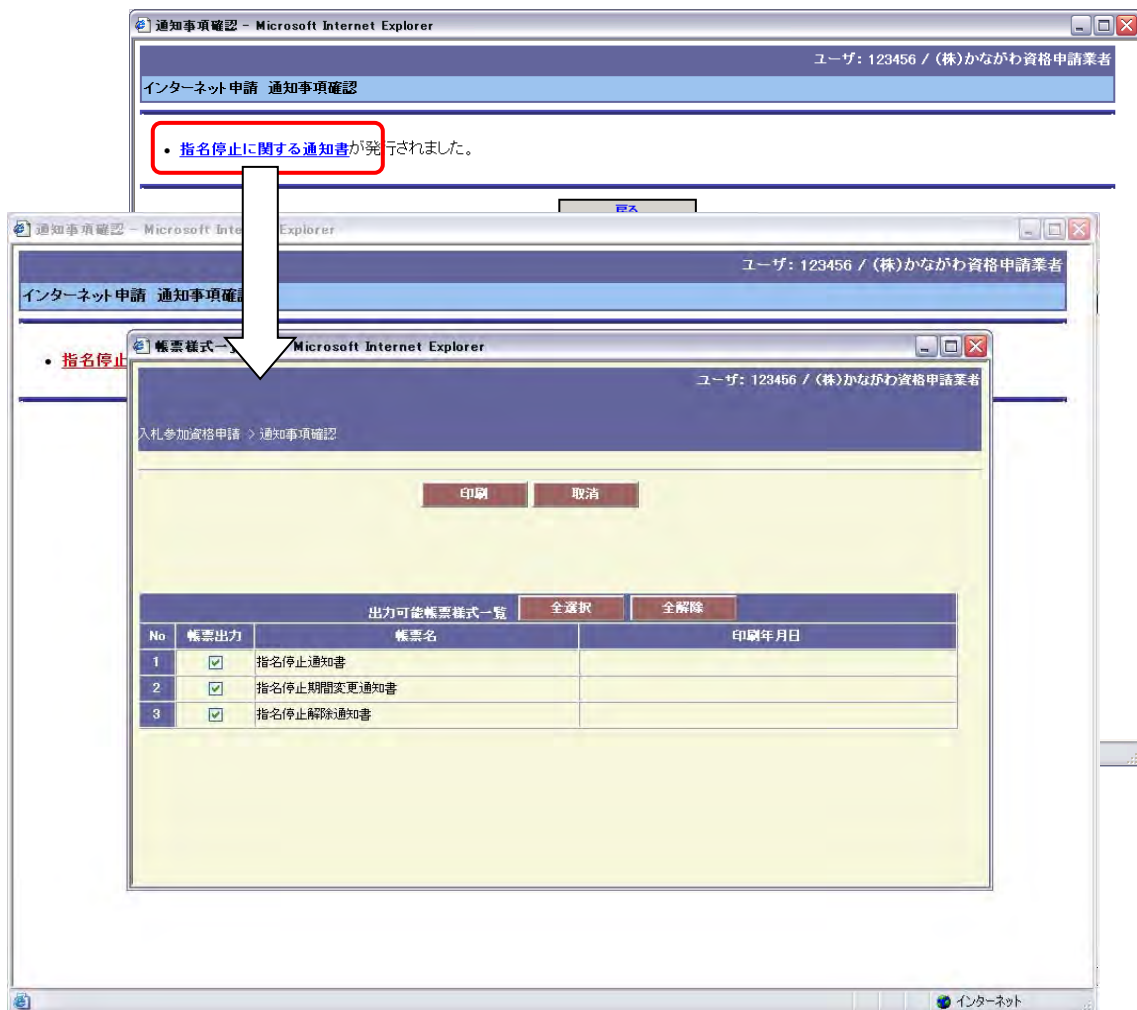 通知事項確認 - Microsoft Internet Explorer
ユーザ: 123456 / (株)かながわ資格申請業者
インターネット申請 通知事項確認
• 指名停止に関する通知書が発行されました。
戻る
通知事項確認 - Microsoft Inte Explorer
ユーザ: 123456 / (株)かながわ資格申請業者
インターネット申請 通知事項確認
• 指名停止
帳票様式一 Microsoft Internet Explorer
ユーザ: 123456 / (株)かながわ資格申請業者
入札参加資格申請 > 通知事項確認
印刷 取消
出力可能帳票様式一覧 全選択 全解除
No 帳票出力 帳票名 印刷年月日
1 指名停止通知書
2 指名停止期間変更通知書
3 指名停止解除通知書
インターネット